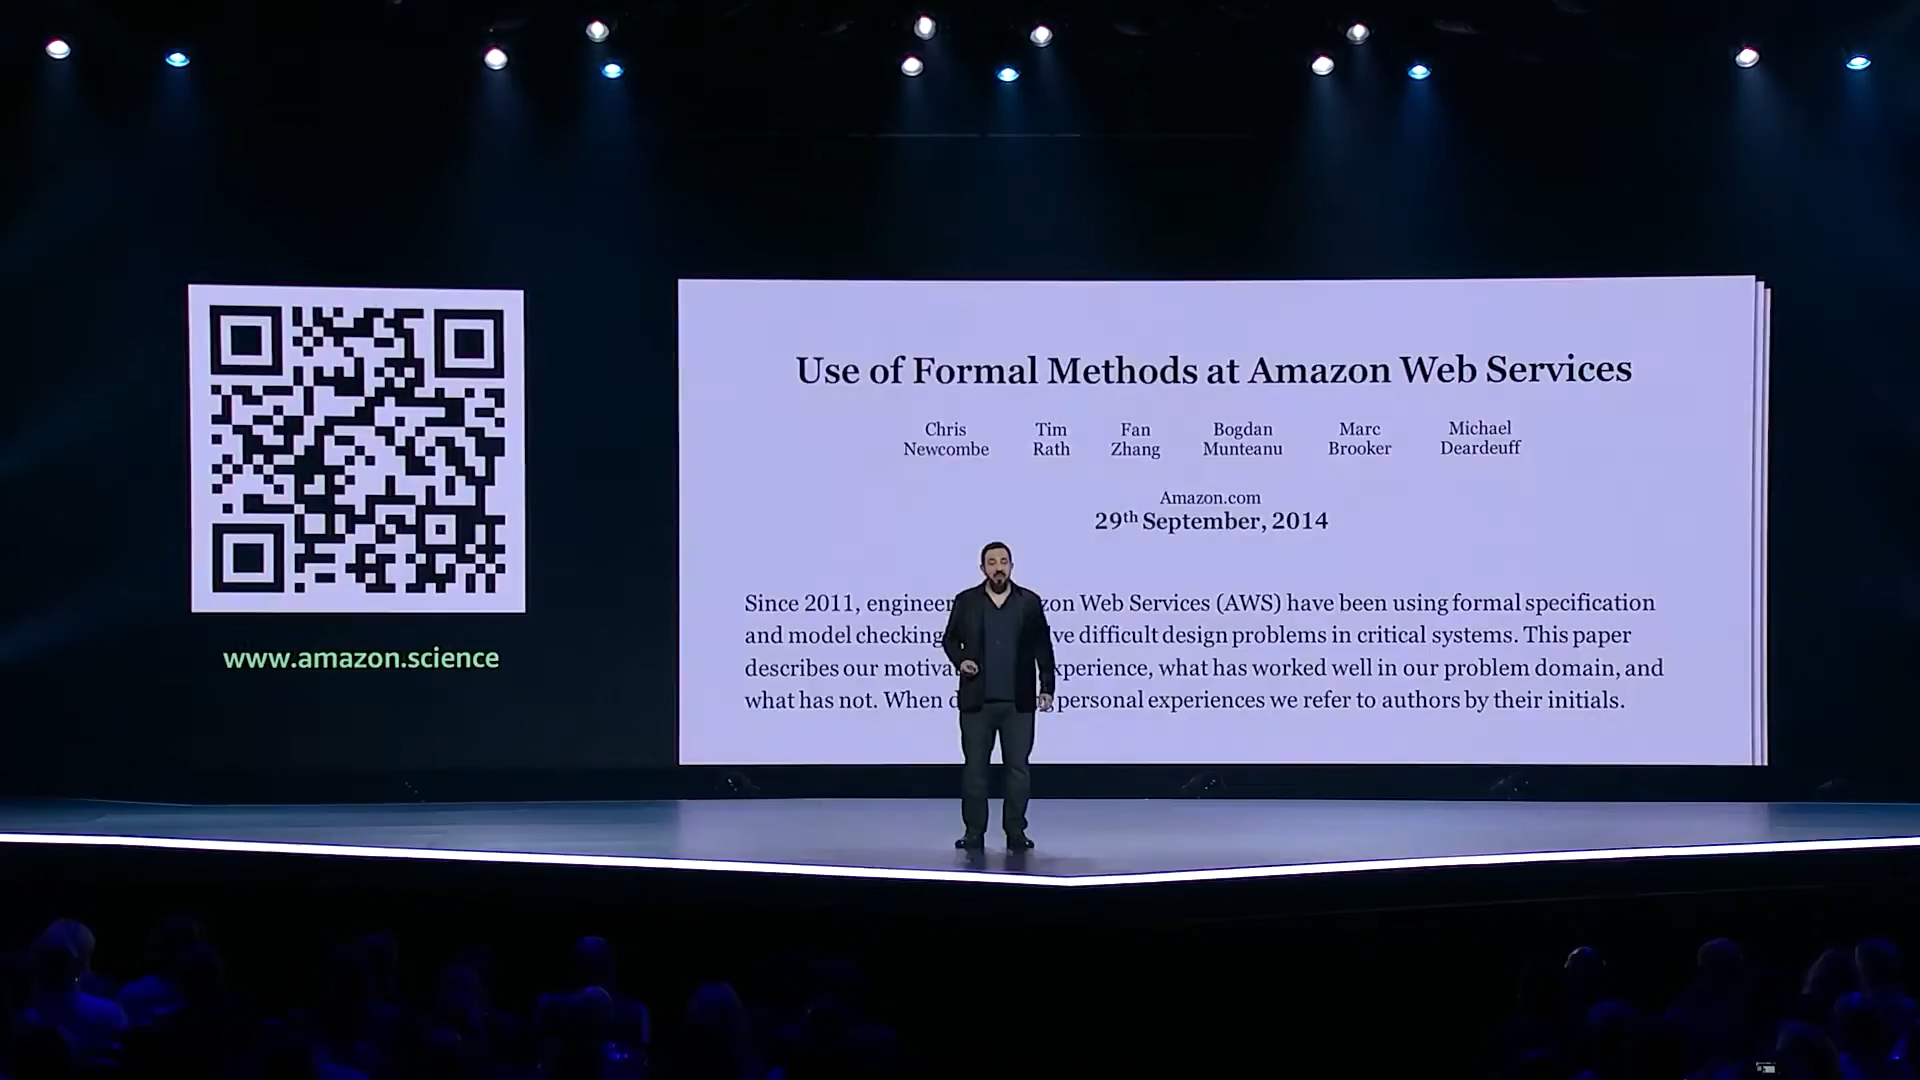 Use of Formal Methods at Amazon Web Services
Chris Newcombe
Tim Rath
Fan Zhang
Bogdan Munteanu
Marc Brooker
Michael Deardeuff
Amazon.com
29th September, 2014
Since 2011, engineer zon Web Services (AWS) have been using formal specification
and model checking ve difficult design problems in critical systems. This paper
describes our motiva xperience, what has worked well in our problem domain, and
what has not. When d g personal experiences we refer to authors by their initials.
www.amazon.science